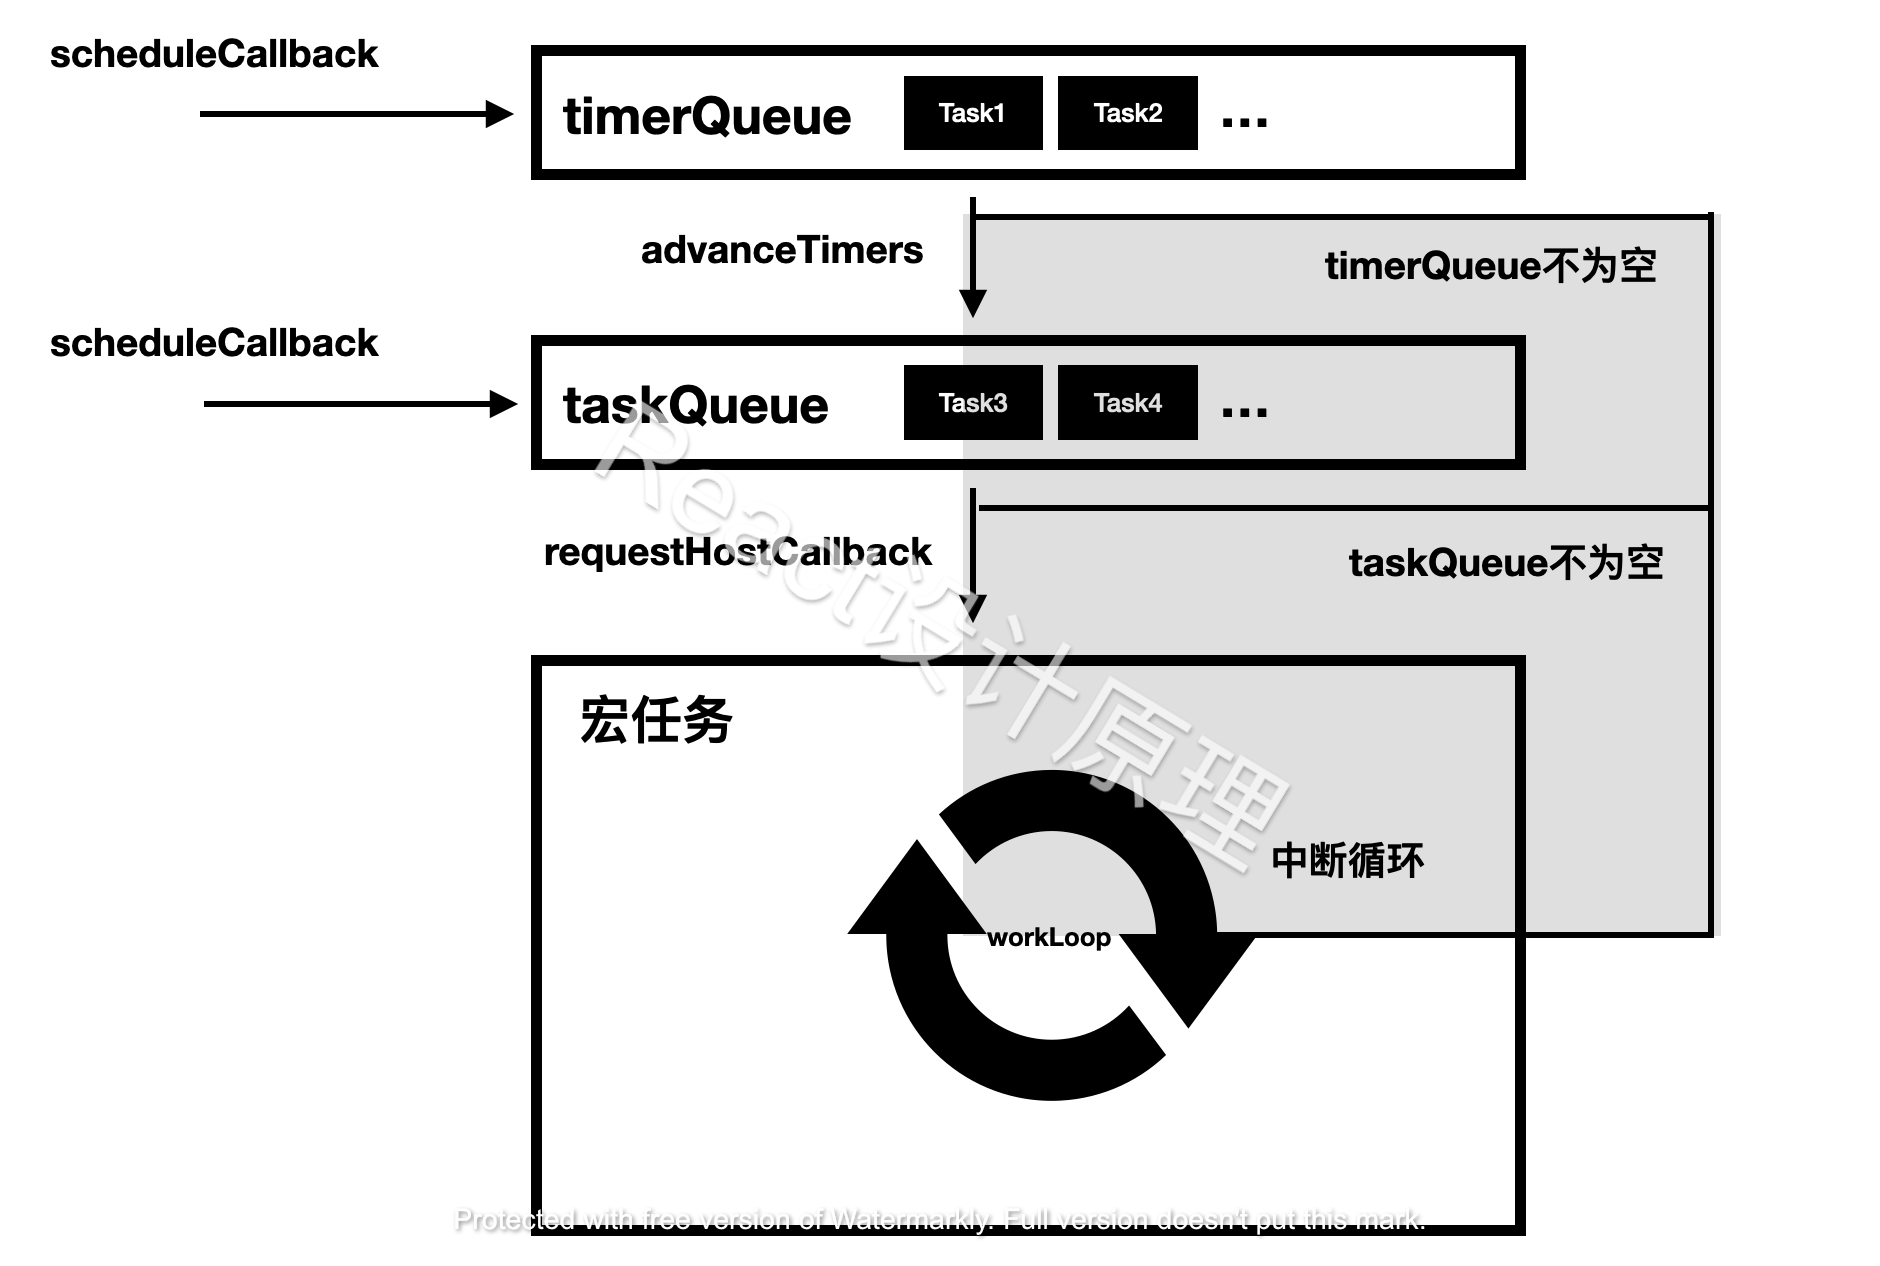 scheduleCallback
timerQueue Task1 Task2 ...
advanceTimers
timerQueue不为空
scheduleCallback
taskQueue Task3 Task4 ...
requestHostCallback
taskQueue不为空
React设计原理
宏任务
中断循环
workLoop
Protected with free version of Watermarkly. Full version doesn't put this mark.